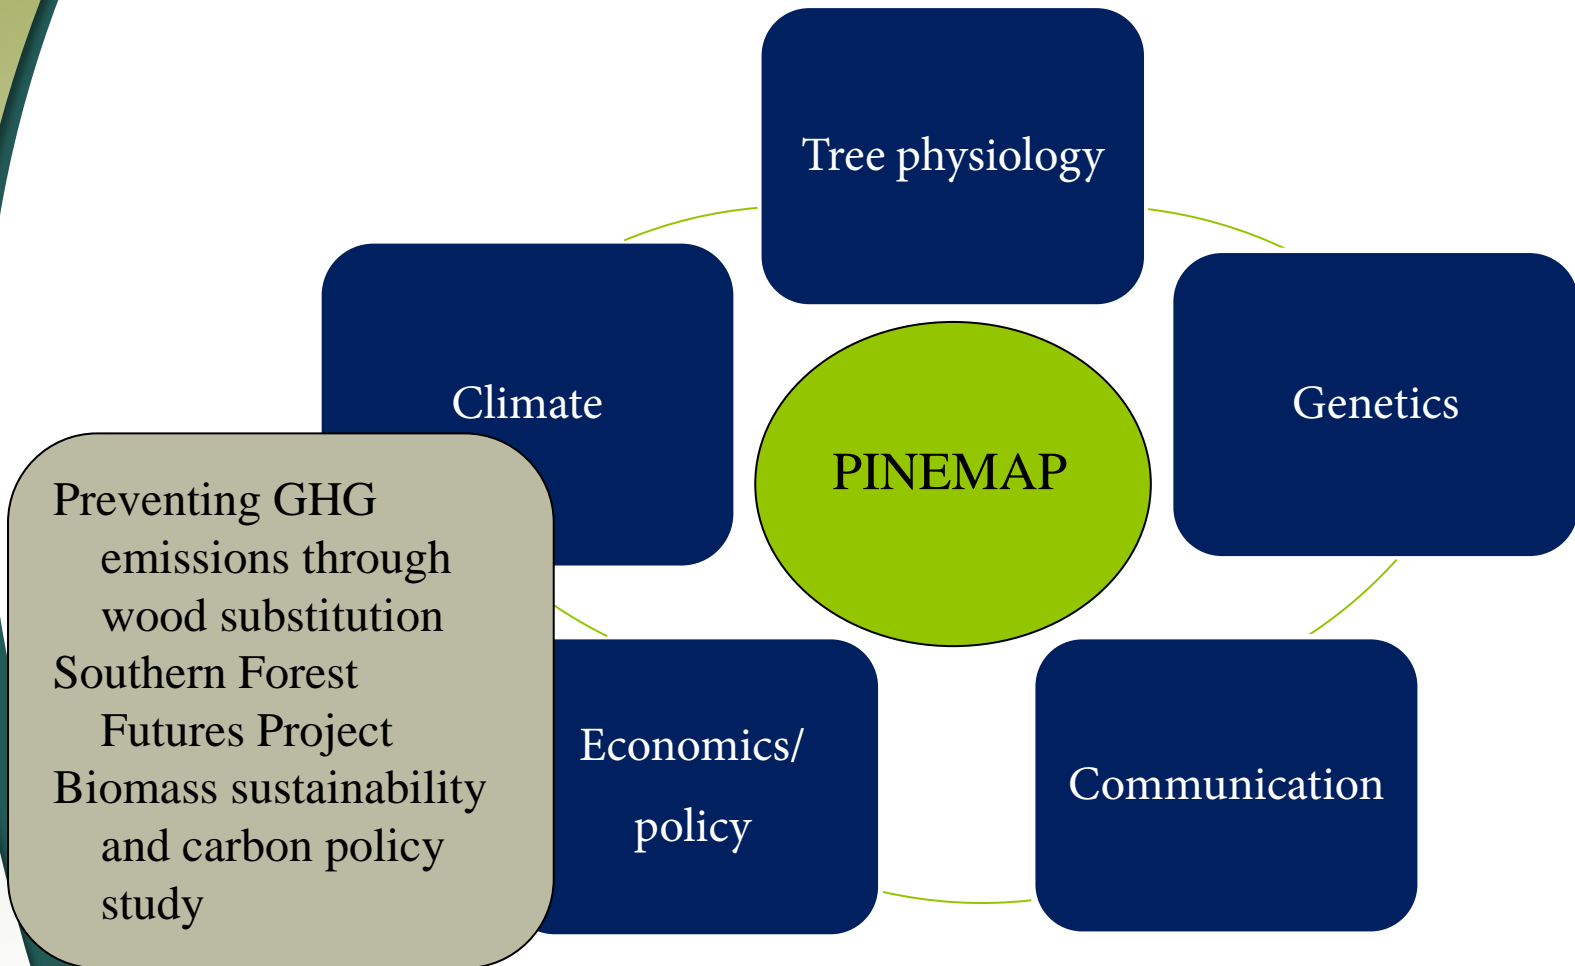 Tree physiology
Climate
Genetics
PINEMAP
Preventing GHG
emissions through
wood substitution
Southern Forest
Futures Project
Biomass sustainability
and carbon policy
study
Economics/
policy
Communication